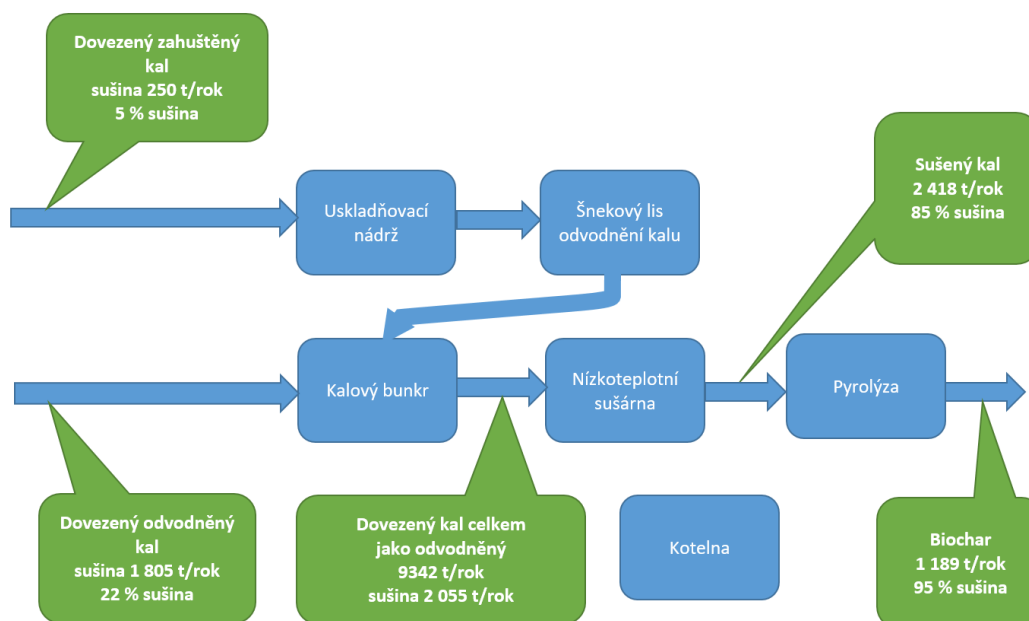 Dovezený zahuštěný
kal
sušina 250 t/rok
5 % sušina
Uskladňovací
nádrž
Šnekový lis
odvodnění kalu
Sušený kal
2 418 t/rok
85 % sušina
Kalový bunkr
Nízkoteplotní
sušárna
Pyrolýza
Dovezený odvodněný
kal
sušina 1 805 t/rok
22 % sušina
Dovezený kal celkem
jako odvodněný
9342 t/rok
sušina 2 055 t/rok
Kotelna
Biochar
1 189 t/rok
95 % sušina